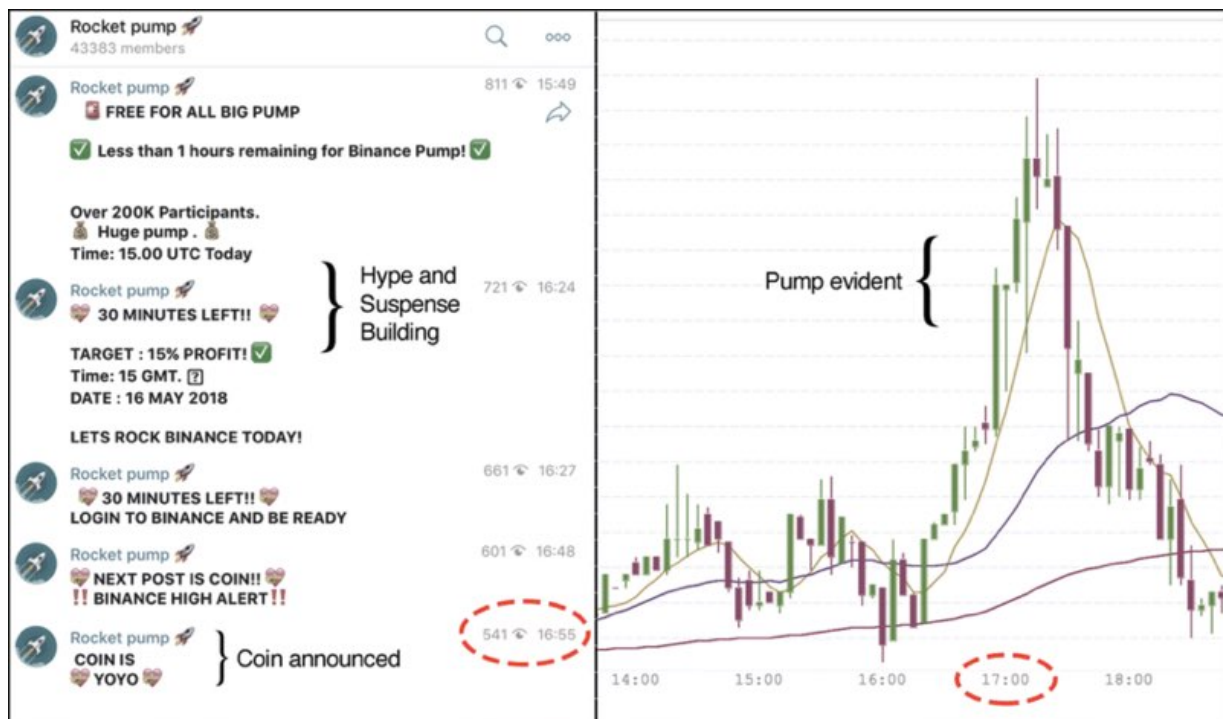 Rocket pump 🚀
43383 members
Rocket pump 🚀
811 15:49
🚨 FREE FOR ALL BIG PUMP
✅ Less than 1 hours remaining for Binance Pump! ✅
Over 200K Participants.
💰 Huge pump . 💰
Time: 15.00 UTC Today
Rocket pump 🚀
721 16:24
💝 30 MINUTES LEFT!! 💝
TARGET : 15% PROFIT! ✅
Time: 15 GMT. ?
DATE : 16 MAY 2018
LETS ROCK BINANCE TODAY!
Hype and
Suspense
Building
Rocket pump 🚀
661 16:27
💝 30 MINUTES LEFT!! 💝
LOGIN TO BINANCE AND BE READY
Rocket pump 🚀
601 16:48
💝 NEXT POST IS COIN!! 💝
‼️ BINANCE HIGH ALERT ‼️
Rocket pump 🚀
541 16:55
COIN IS
💝 YOYO 💝
Coin announced
Pump evident
14:00 15:00 16:00 17:00 18:00